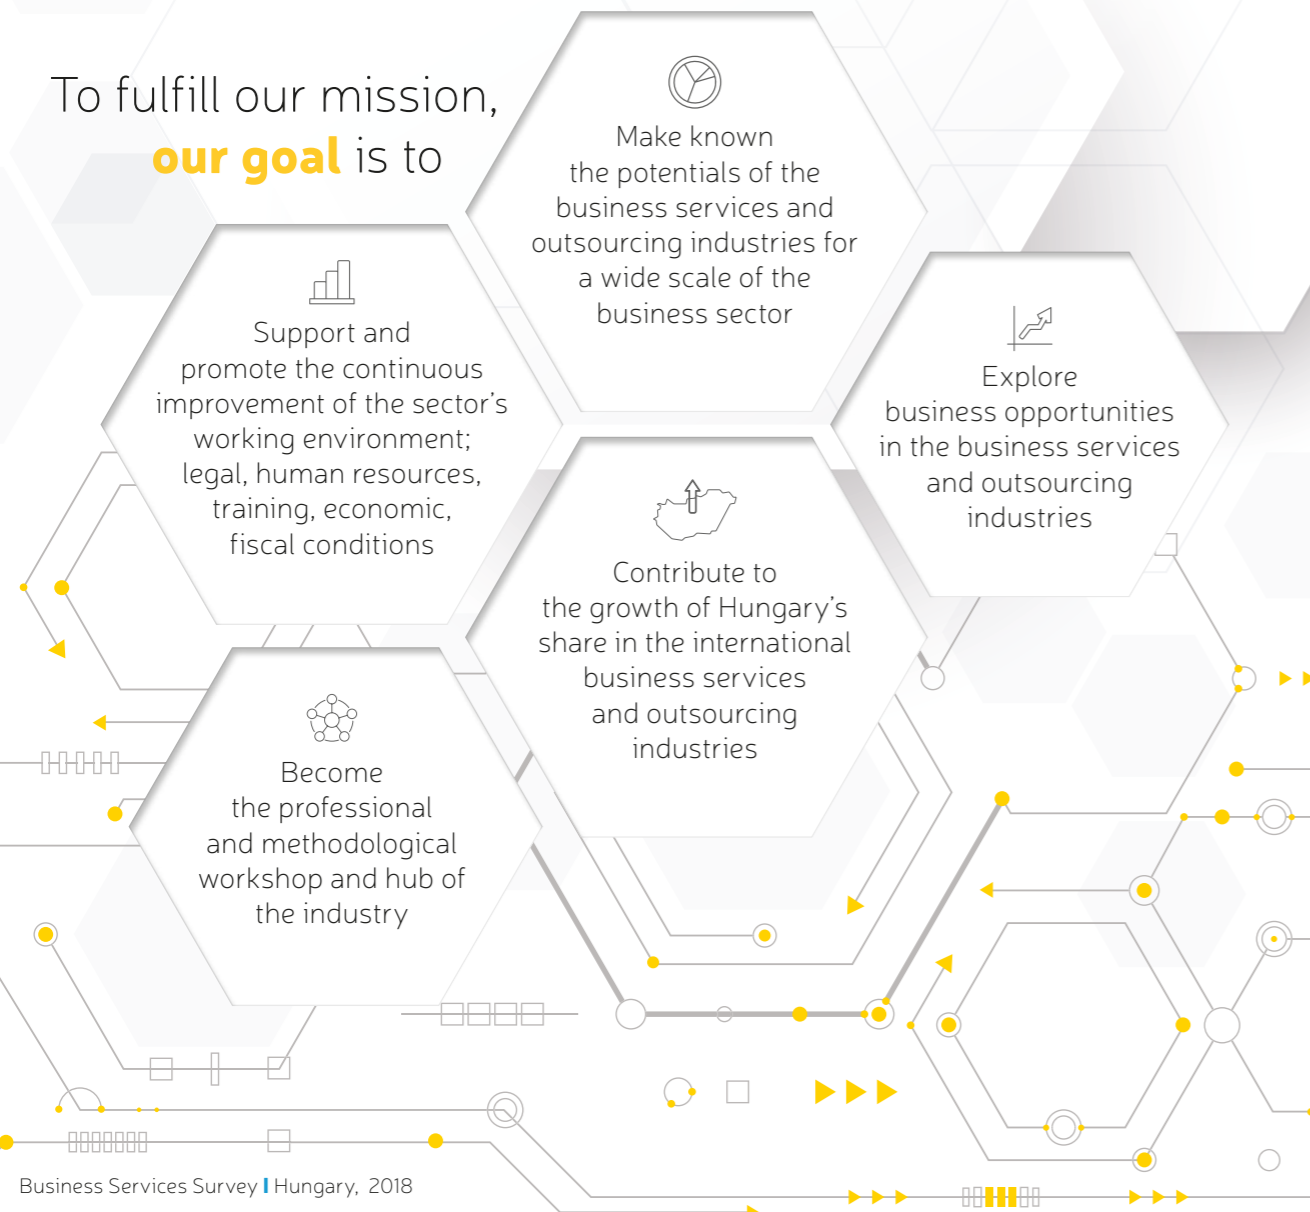 To fulfill our mission,
our goal is to
Make known
the potentials of the
business services and
outsourcing industries for
a wide scale of the
business sector
Support and
promote the continuous
improvement of the sector's
working environment;
legal, human resources,
training, economic,
fiscal conditions
Explore
business opportunities
in the business services
and outsourcing
industries
Contribute to
the growth of Hungary's
share in the international
business services
and outsourcing
industries
Become
the professional
and methodological
workshop and hub of
the industry
Business Services Survey I Hungary, 2018